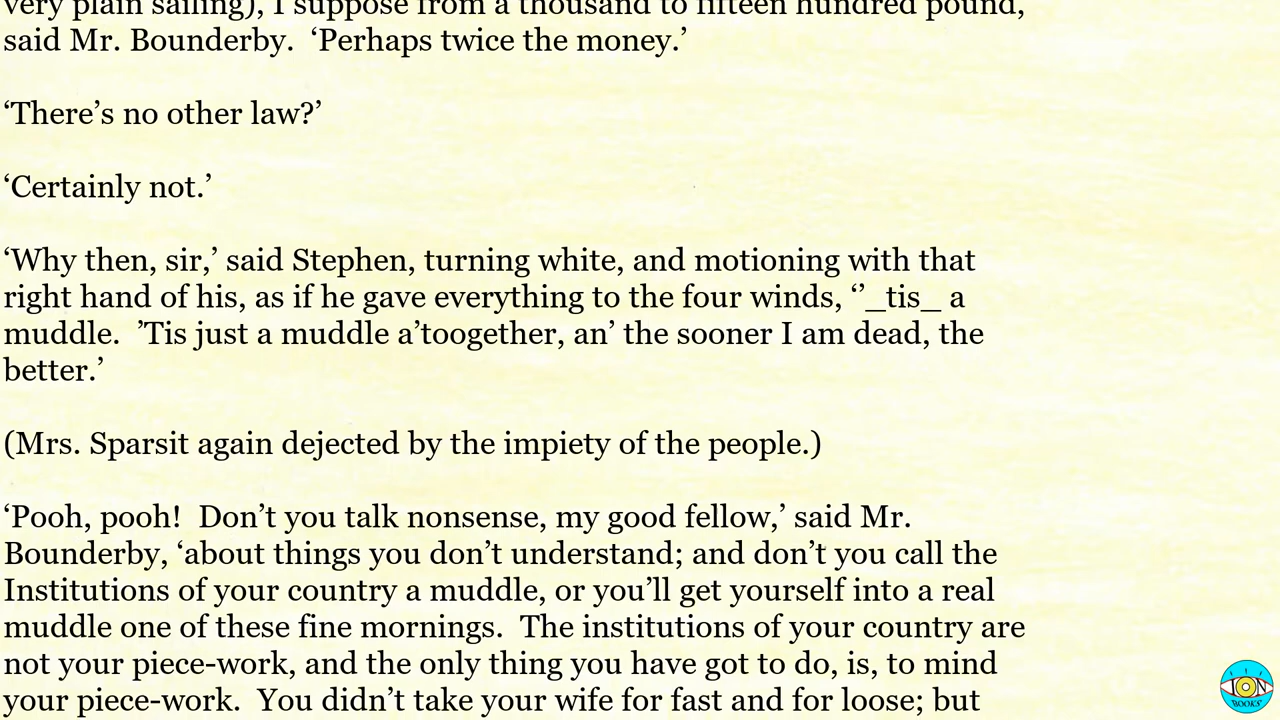 very plain sailing), I suppose from a thousand to fifteen hundred pound,
said Mr. Bounderby.  ‘Perhaps twice the money.’
‘There’s no other law?’
‘Certainly not.’
‘Why then, sir,’ said Stephen, turning white, and motioning with that
right hand of his, as if he gave everything to the four winds, ‘’_tis_ a
muddle.  ’Tis just a muddle a’toogether, an’ the sooner I am dead, the
better.’
(Mrs. Sparsit again dejected by the impiety of the people.)
‘Pooh, pooh!  Don’t you talk nonsense, my good fellow,’ said Mr.
Bounderby, ‘about things you don’t understand; and don’t you call the
Institutions of your country a muddle, or you’ll get yourself into a real
muddle one of these fine mornings.  The institutions of your country are
not your piece-work, and the only thing you have got to do, is, to mind
your piece-work.  You didn’t take your wife for fast and for loose; but
ION
BOOKS